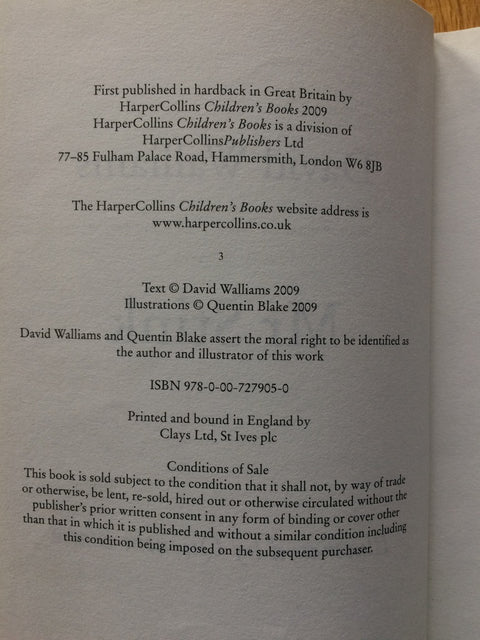 First published in hardback in Great Britain by
HarperCollins Children's Books 2009
HarperCollins Children's Books is a division of
HarperCollinsPublishers Ltd
77–85 Fulham Palace Road, Hammersmith, London W6 8JB
The HarperCollins Children's Books website address is
www.harpercollins.co.uk
3
Text © David Walliams 2009
Illustrations © Quentin Blake 2009
David Walliams and Quentin Blake assert the moral right to be identified as
the author and illustrator of this work
ISBN 978-0-00-727905-0
Printed and bound in England by
Clays Ltd, St Ives plc
Conditions of Sale
This book is sold subject to the condition that it shall not, by way of trade
or otherwise, be lent, re-sold, hired out or otherwise circulated without the
publisher's prior written consent in any form of binding or cover other
than that in which it is published and without a similar condition including
this condition being imposed on the subsequent purchaser.